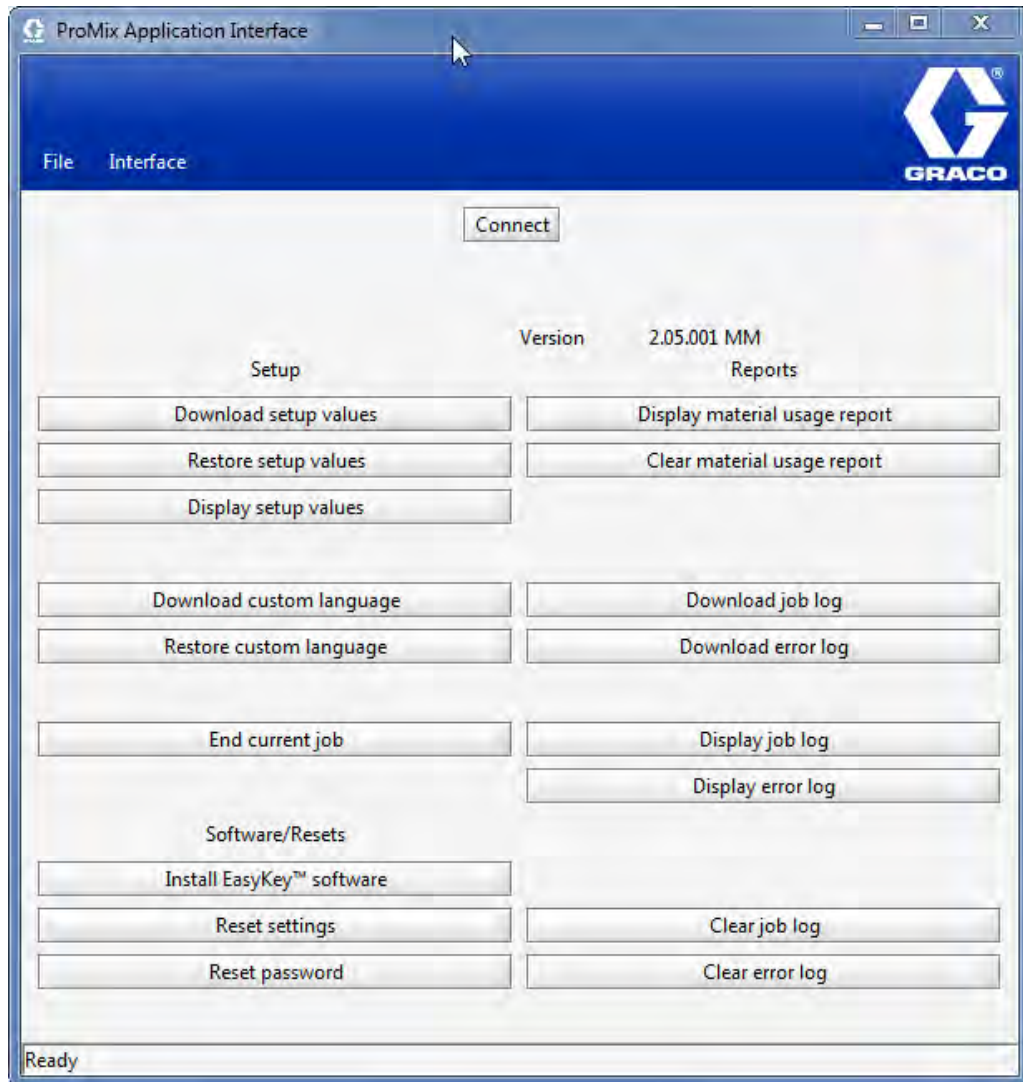 ProMix Application Interface
®
GRACO
File Interface
Connect
Version 2.05.001 MM
Setup Reports
Download setup values Display material usage report
Restore setup values Clear material usage report
Display setup values
Download custom language Download job log
Restore custom language Download error log
End current job Display job log
Display error log
Software/Resets
Install EasyKey™ software
Reset settings Clear job log
Reset password Clear error log
Ready